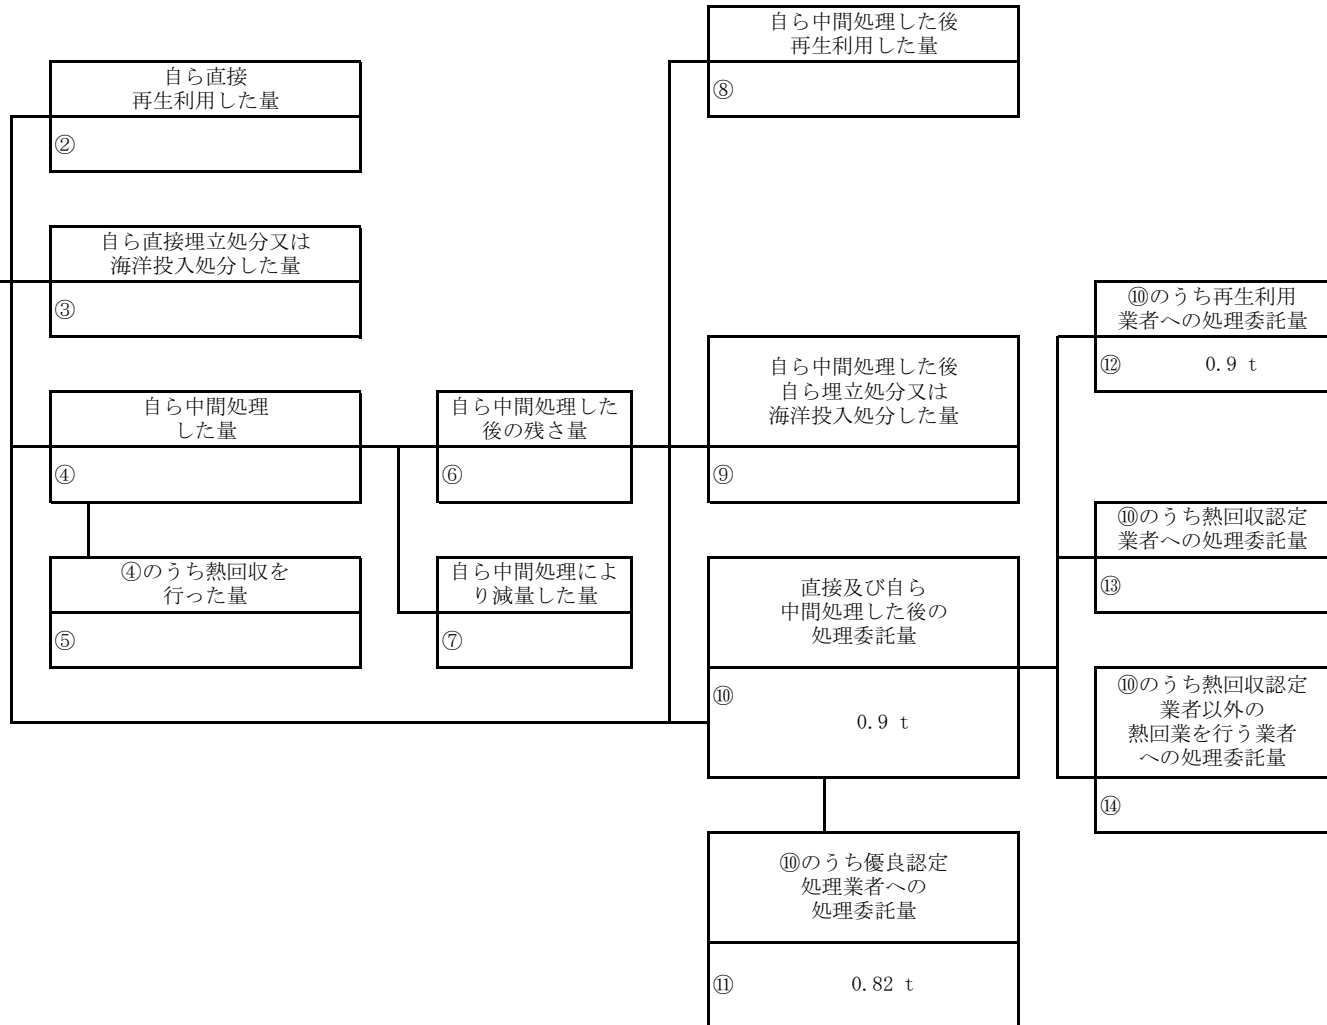 自ら中間処理した後
再生利用した量
⑧
自ら直接
再生利用した量
②
自ら直接埋立処分又は
海洋投入処分した量
③
⑩のうち再生利用
業者への処理委託量
⑫ 0.9 t
自ら中間処理した後
自ら埋立処分又は
海洋投入処分した量
⑨
自ら中間処理
した量
④
自ら中間処理した
後の残さ量
⑥
⑩のうち熱回収認定
業者への処理委託量
⑬
④のうち熱回収を
行った量
⑤
自ら中間処理によ
り減量した量
⑦
直接及び自ら
中間処理した後の
処理委託量
⑩
0.9 t
⑩のうち熱回収認定
業者以外の
熱回業を行う業者
への処理委託量
⑭
⑩のうち優良認定
処理業者への
処理委託量
⑪ 0.82 t